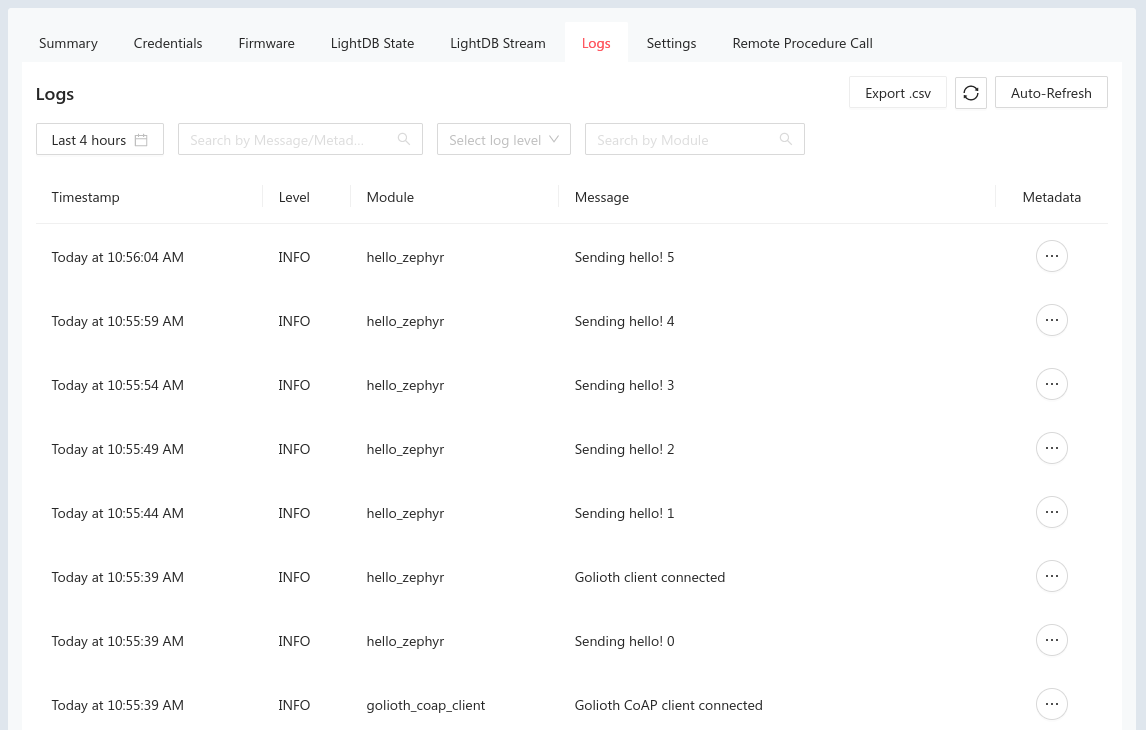 Summary Credentials Firmware LightDB State LightDB Stream Logs Settings Remote Procedure Call
Logs Export .csv Auto-Refresh
Last 4 hours Search by Message/Metad... Select log level Search by Module
Timestamp Level Module Message Metadata
Today at 10:56:04 AM INFO hello_zephyr Sending hello! 5
Today at 10:55:59 AM INFO hello_zephyr Sending hello! 4
Today at 10:55:54 AM INFO hello_zephyr Sending hello! 3
Today at 10:55:49 AM INFO hello_zephyr Sending hello! 2
Today at 10:55:44 AM INFO hello_zephyr Sending hello! 1
Today at 10:55:39 AM INFO hello_zephyr Golioth client connected
Today at 10:55:39 AM INFO hello_zephyr Sending hello! 0
Today at 10:55:39 AM INFO golioth_coap_client Golioth CoAP client connected